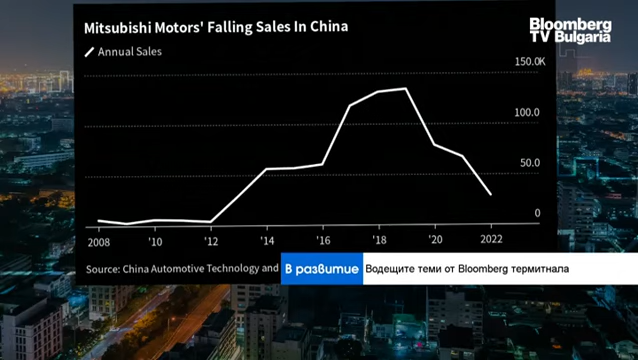 Mitsubishi Motors' Falling Sales In China
Annual Sales
Bloomberg
TV Bulgaria
150.0K
100.0
50.0
0
2008 '10 '12 '14 '16 '18 '20 2022
Source: China Automotive Technology and
В развитие
Водещите теми от Bloomberg термитнала